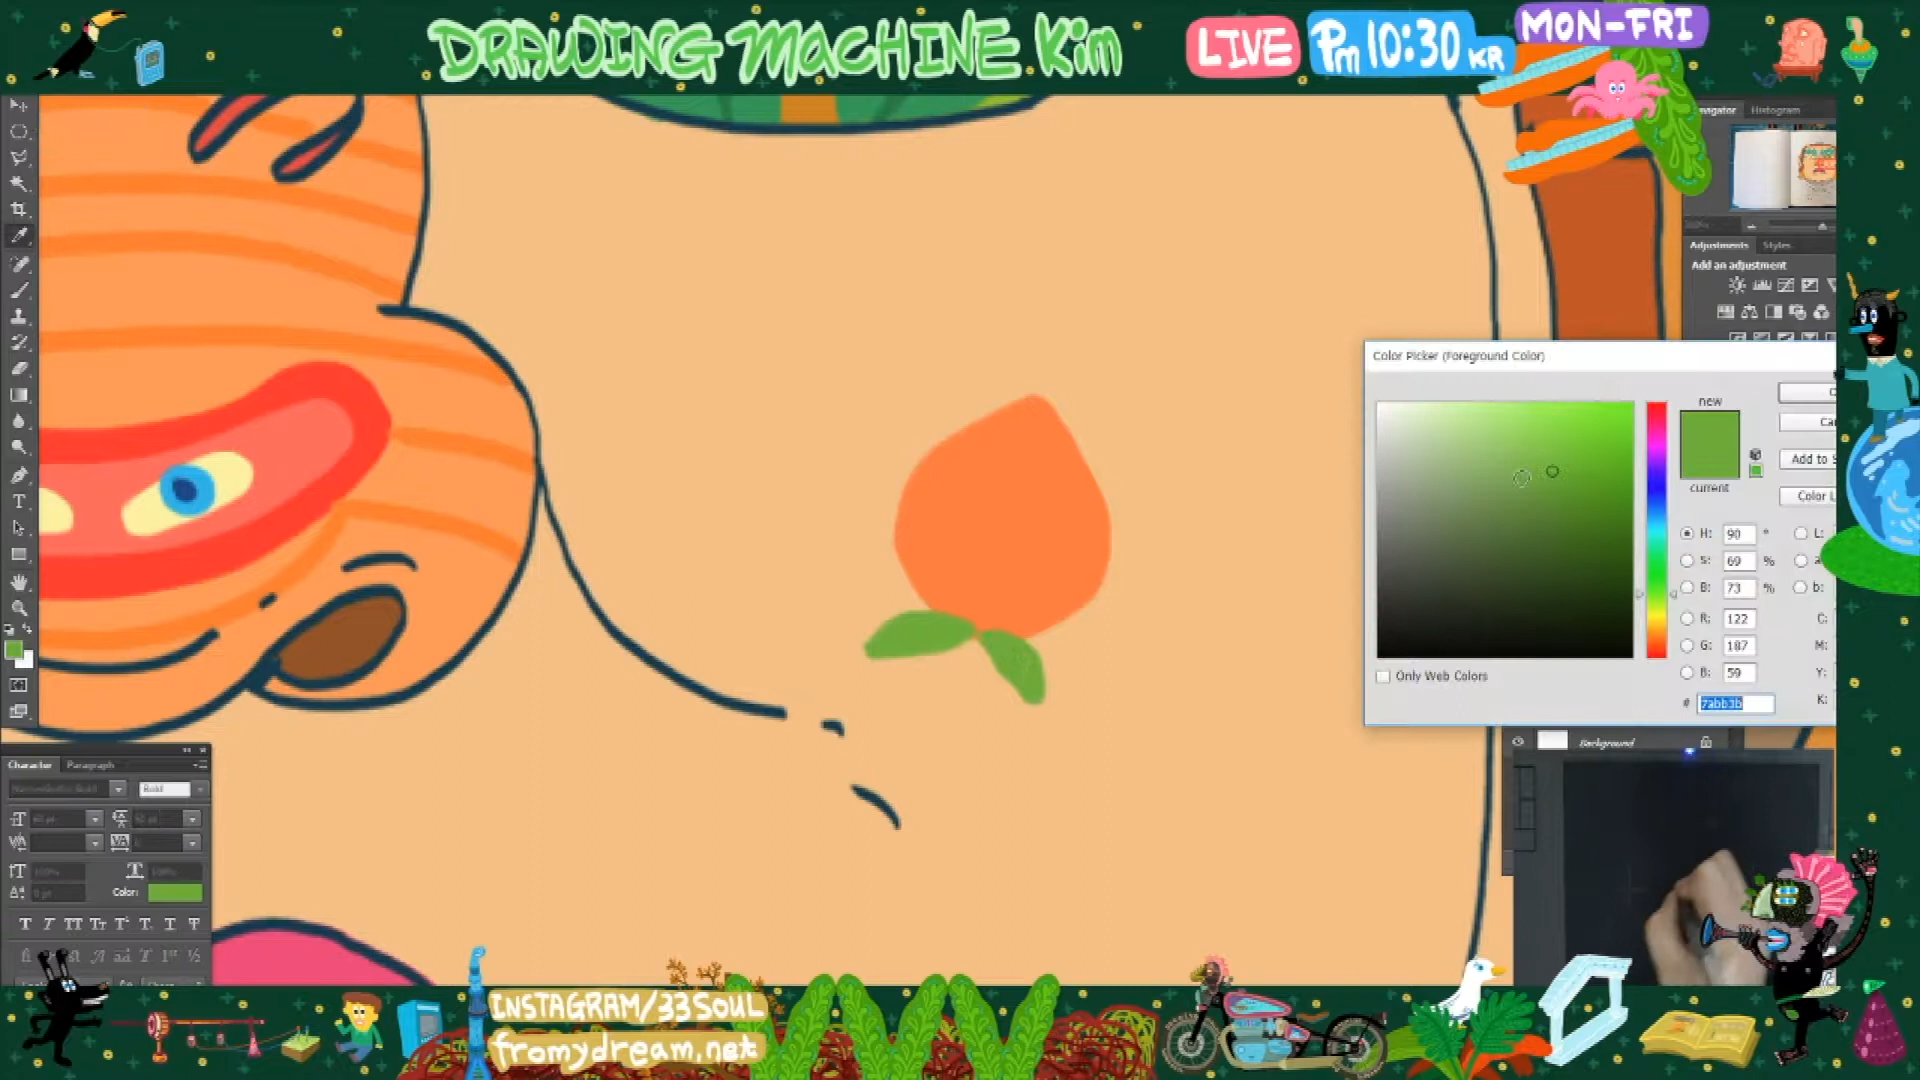 DRAWING MACHINE Kim
LIVE
Pm 10:30 KR
MON-FRI
Histogram
Adjustments Styles
Add an adjustment
Color Picker (Foreground Color)
new
current
Add to S
Color L
H: 90 °
S: 69 %
B: 73 %
R: 122
G: 187
B: 59
L:
a
b:
C:
M:
Y:
K:
# 7abb3b
Only Web Colors
Background
Character Paragraph
Bold
Color:
INSTAGRAM/33SOUL
fromydream.net